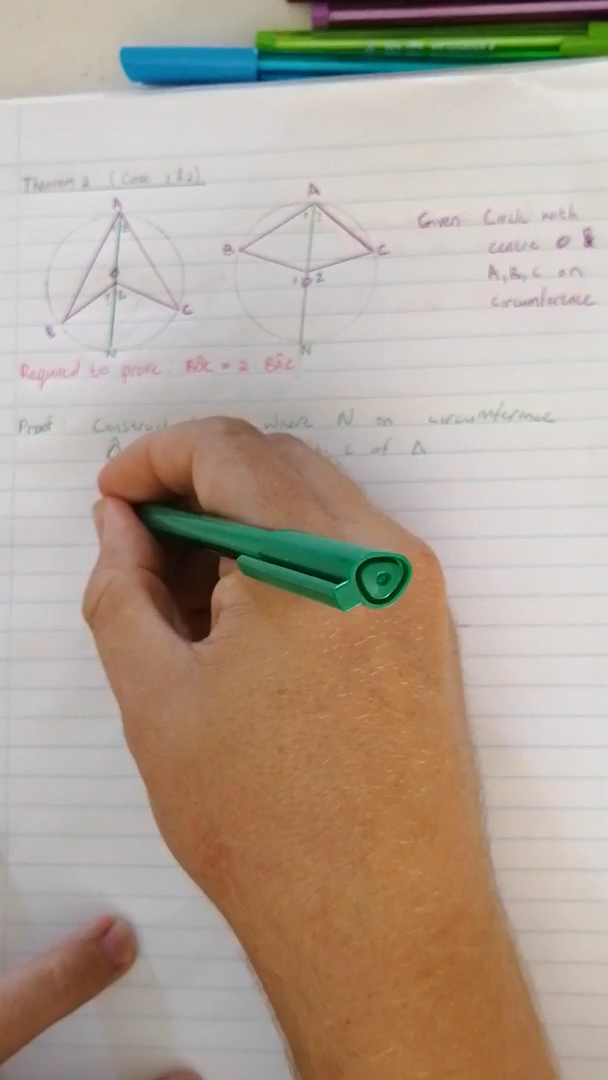 Theorem 2 (Case 1 & 2)
A
2
O
1 2
B
C
N
A
1 2
B
C
1 O 2
N
Given: Circle with
centre O &
A, B, C on
circumference
Required to prove: BÔC = 2 BÂC
Proof: Construct where N on circumference
Ô of Δ